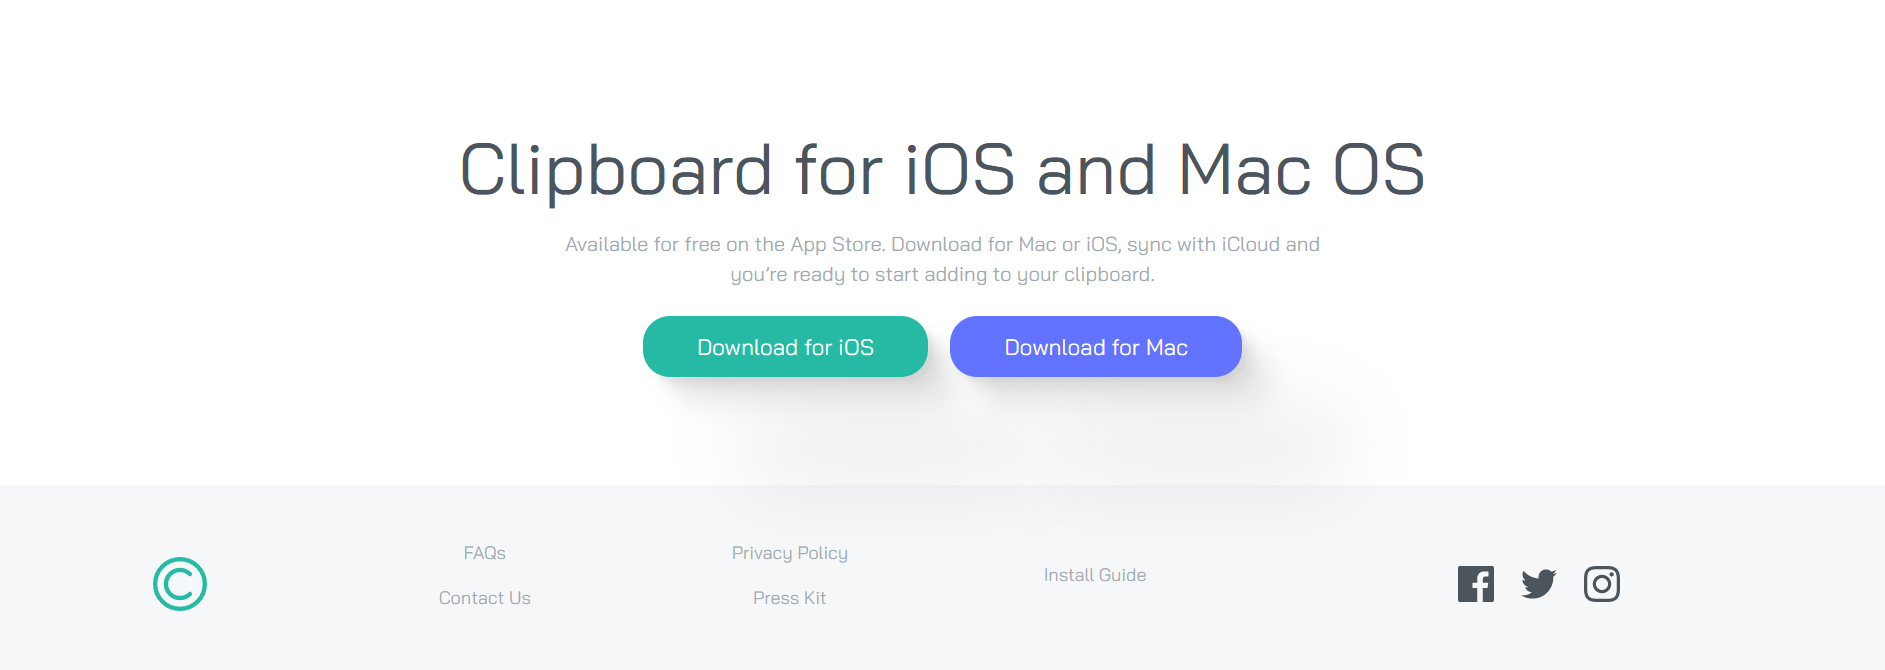 Clipboard for iOS and Mac OS
Available for free on the App Store. Download for Mac or iOS, sync with iCloud and
you’re ready to start adding to your clipboard.
Download for iOS
Download for Mac
FAQs
Contact Us
Privacy Policy
Press Kit
Install Guide